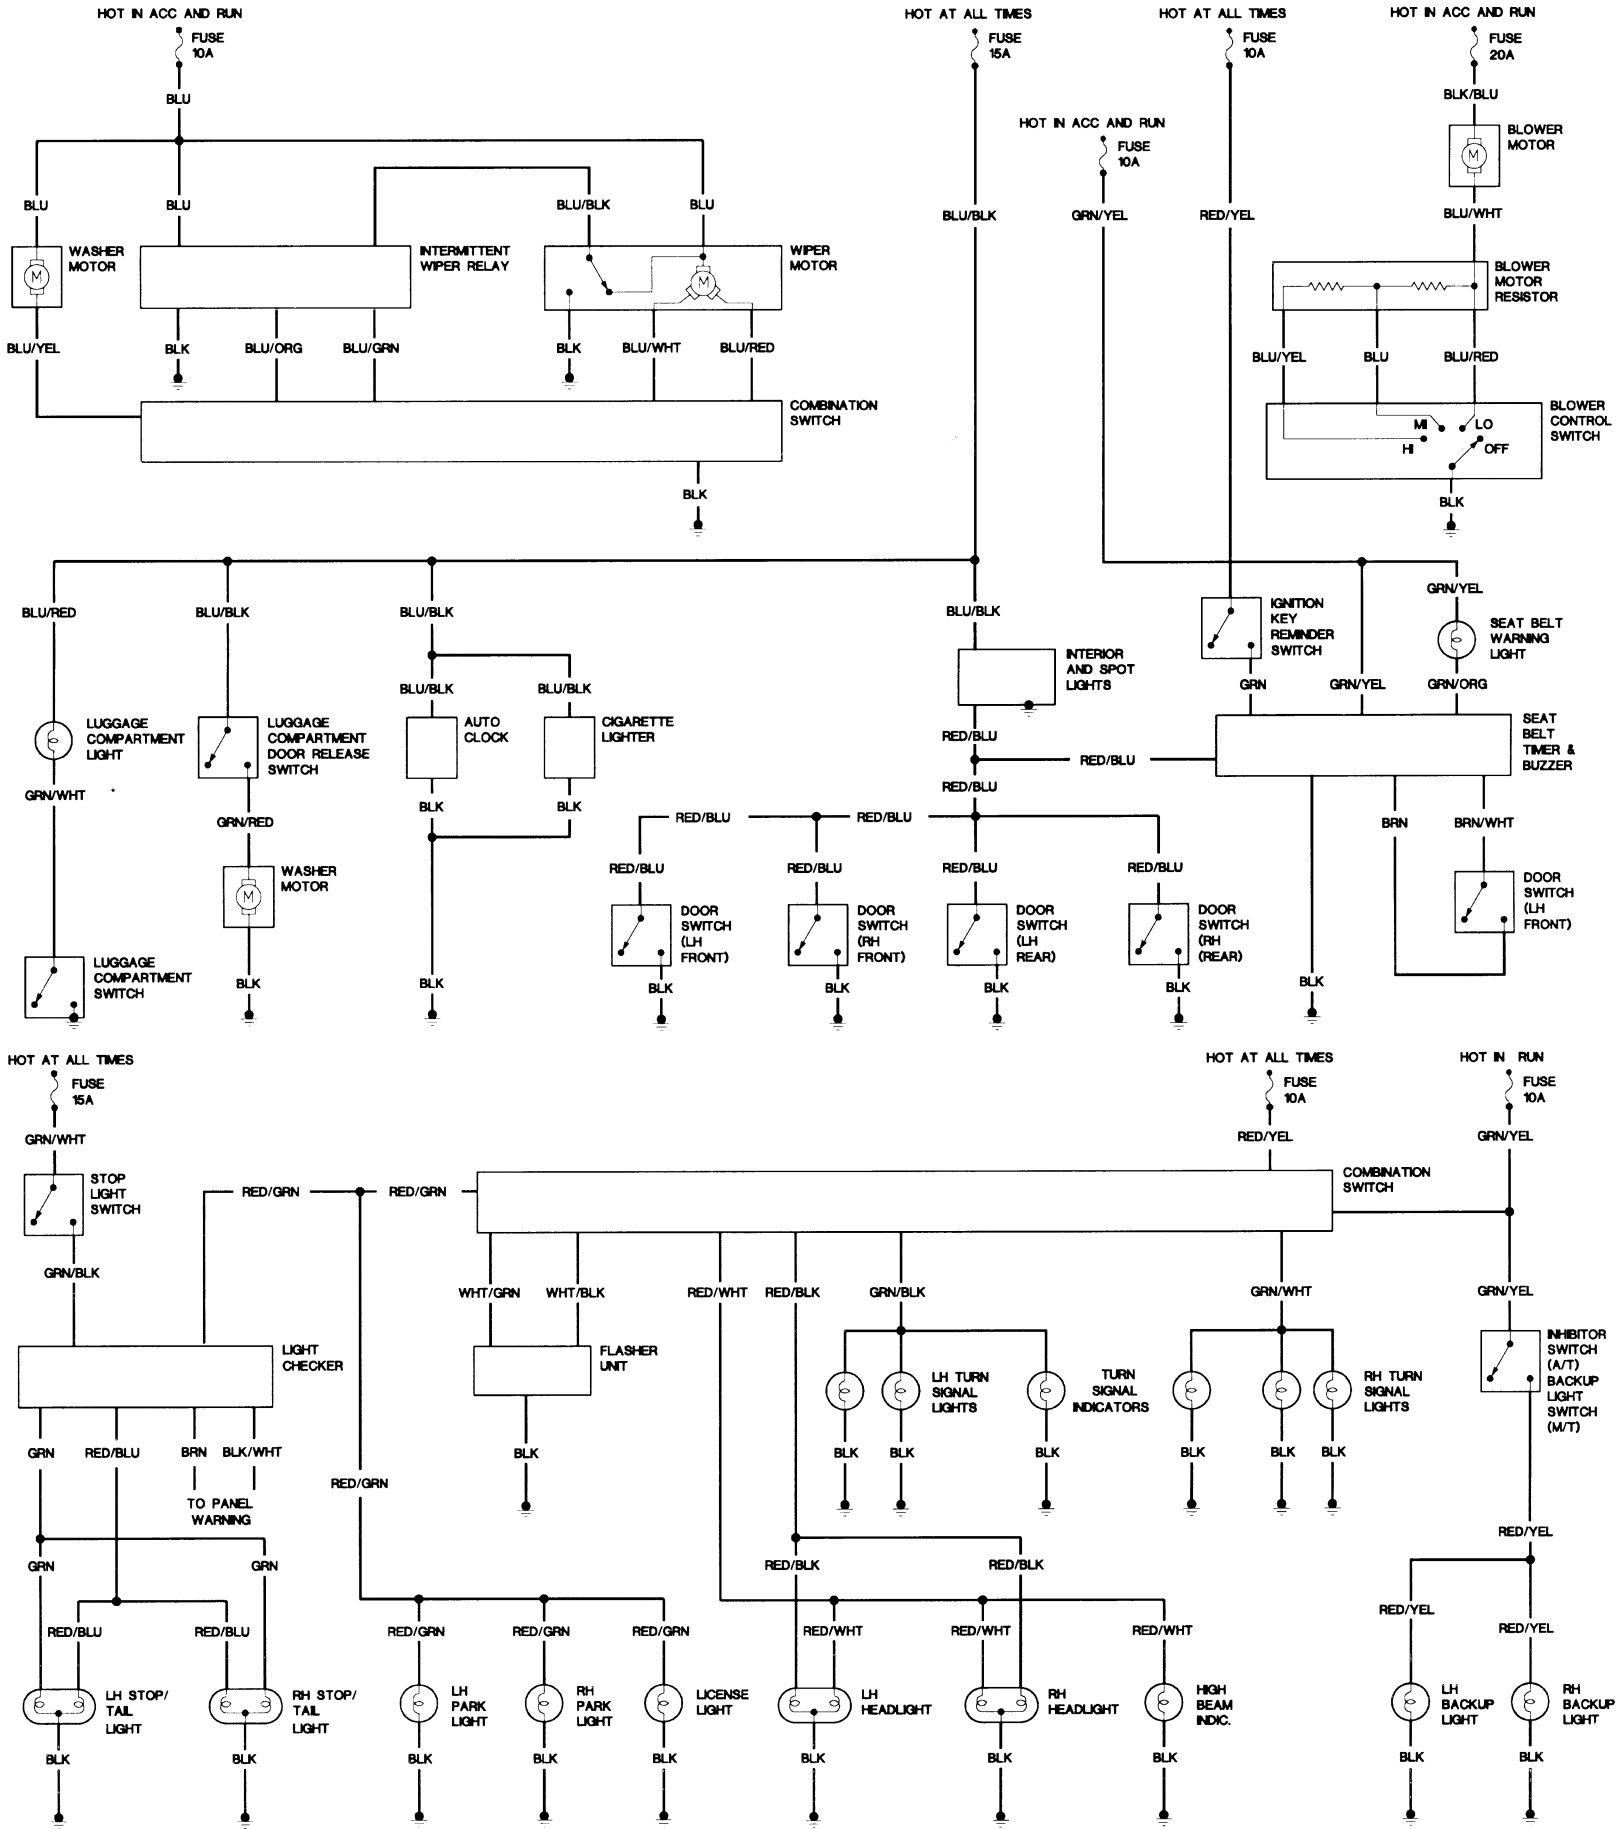 HOT IN ACC AND RUN
HOT AT ALL TIMES
HOT AT ALL TIMES
HOT IN ACC AND RUN
FUSE
10A
FUSE
15A
FUSE
10A
FUSE
20A
BLU
BLK/BLU
HOT IN ACC AND RUN
FUSE
10A
BLOWER
MOTOR
M
BLU
BLU
BLU/BLK
BLU
BLU/BLK
GRN/YEL
RED/YEL
BLU/WHT
WASHER
MOTOR
M
INTERMITTENT
WIPER RELAY
WIPER
MOTOR
M
BLOWER
MOTOR
RESISTOR
BLU/YEL
BLK
BLU/ORG
BLU/GRN
BLK
BLU/WHT
BLU/RED
BLU/YEL
BLU
BLU/RED
COMBINATION
SWITCH
BLOWER
CONTROL
SWITCH
MI
LO
HI
OFF
BLK
BLK
BLU/RED
BLU/BLK
BLU/BLK
BLU/BLK
GRN/YEL
IGNITION
KEY
REMINDER
SWITCH
SEAT BELT
WARNING
LIGHT
INTERIOR
AND SPOT
LIGHTS
BLU/BLK
BLU/BLK
GRN
GRN/YEL
GRN/ORG
LUGGAGE
COMPARTMENT
LIGHT
LUGGAGE
COMPARTMENT
DOOR RELEASE
SWITCH
AUTO
CLOCK
CIGARETTE
LIGHTER
RED/BLU
RED/BLU
SEAT
BELT
TIMER &
BUZZER
GRN/WHT
BLK
BLK
RED/BLU
GRN/RED
RED/BLU
RED/BLU
BRN
BRN/WHT
WASHER
MOTOR
M
RED/BLU
RED/BLU
RED/BLU
RED/BLU
DOOR
SWITCH
(LH
FRONT)
DOOR
SWITCH
(LH
FRONT)
DOOR
SWITCH
(RH
FRONT)
DOOR
SWITCH
(LH
REAR)
DOOR
SWITCH
(RH
(REAR)
LUGGAGE
COMPARTMENT
SWITCH
BLK
BLK
BLK
BLK
BLK
BLK
BLK
HOT AT ALL TIMES
HOT AT ALL TIMES
HOT IN RUN
FUSE
15A
FUSE
10A
FUSE
10A
GRN/WHT
RED/YEL
GRN/YEL
STOP
LIGHT
SWITCH
RED/GRN
RED/GRN
COMBINATION
SWITCH
GRN/BLK
WHT/GRN
WHT/BLK
RED/WHT
RED/BLK
GRN/BLK
GRN/WHT
GRN/YEL
LIGHT
CHECKER
FLASHER
UNIT
INHIBITOR
SWITCH
(A/T)
BACKUP
LIGHT
SWITCH
(M/T)
LH TURN
SIGNAL
LIGHTS
TURN
SIGNAL
INDICATORS
RH TURN
SIGNAL
LIGHTS
GRN
RED/BLU
BRN
BLK/WHT
BLK
BLK
BLK
BLK
BLK
BLK
BLK
TO PANEL
WARNING
RED/GRN
RED/YEL
GRN
GRN
RED/BLK
RED/BLK
RED/BLU
RED/BLU
RED/GRN
RED/GRN
RED/GRN
RED/WHT
RED/WHT
RED/WHT
RED/YEL
RED/YEL
LH STOP/
TAIL
LIGHT
RH STOP/
TAIL
LIGHT
LH
PARK
LIGHT
RH
PARK
LIGHT
LICENSE
LIGHT
LH
HEADLIGHT
RH
HEADLIGHT
HIGH
BEAM
INDIC.
LH
BACKUP
LIGHT
RH
BACKUP
LIGHT
BLK
BLK
BLK
BLK
BLK
BLK
BLK
BLK
BLK
BLK